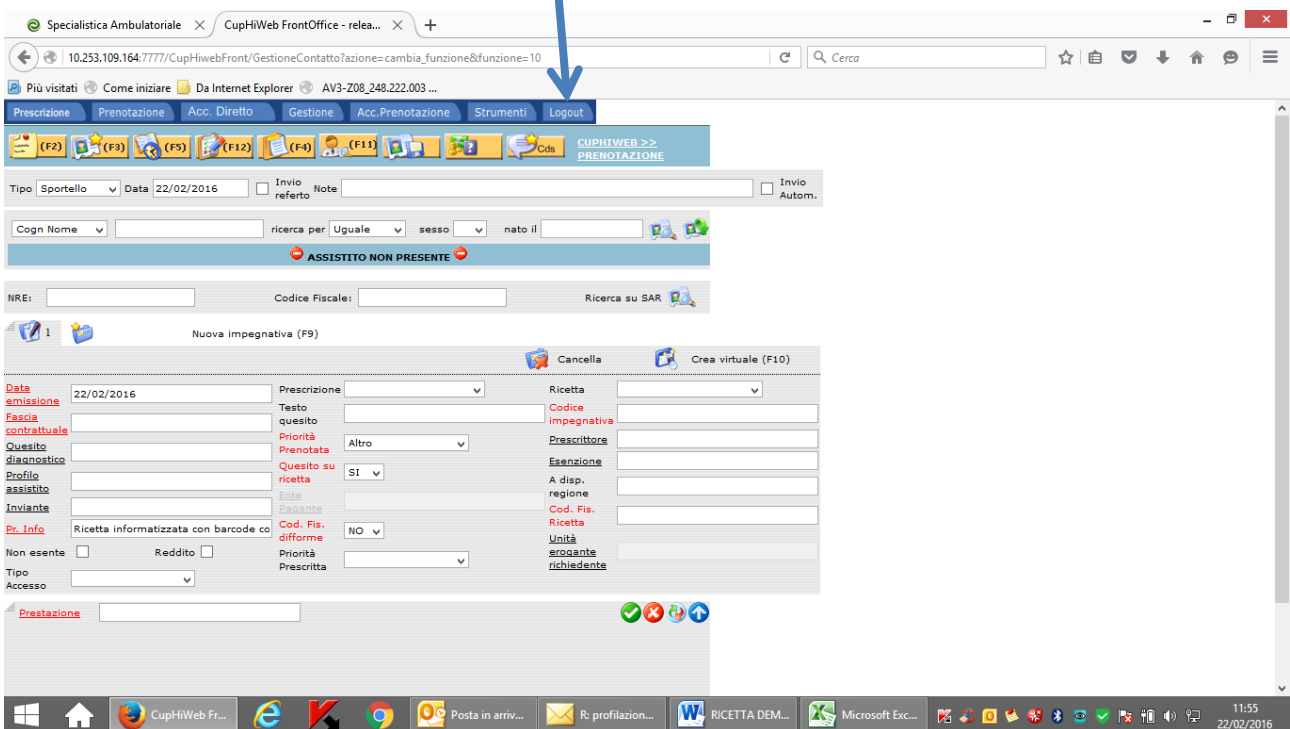 Specialistica Ambulatoriale
CupHiWeb FrontOffice - relea...
10.253.109.164:7777/CupHiwebFront/GestioneContatto?azione=cambia_funzione&funzione=10
Cerca
Più visitati
Come iniziare
Da Internet Explorer
AV3-Z08_248.222.003 ...
Prescrizione
Prenotazione
Acc. Diretto
Gestione
Acc.Prenotazione
Strumenti
Logout
(F2)
(F3)
(F5)
(F12)
(F4)
(F11)
Cds
CUPHIWEB >>
PRENOTAZIONE
Tipo Sportello Data 22/02/2016
Invio
referto
Note
Invio
Autom.
Cogn Nome
ricerca per Uguale
sesso
nato il
ASSISTITO NON PRESENTE
NRE:
Codice Fiscale:
Ricerca su SAR
1
Nuova impegnativa (F9)
Cancella
Crea virtuale (F10)
Data
emissione
22/02/2016
Prescrizione
Ricetta
Fascia
contrattuale
Testo
quesito
Codice
impegnativa
Quesito
diagnostico
Priorità
Prenotata
Altro
Prescrittore
Profilo
assistito
Quesito su
ricetta
SI
Esenzione
A disp.
regione
Inviante
Ente
Pagante
Cod. Fis.
Ricetta
Pr. Info
Ricetta informatizzata con barcode co
Cod. Fis.
difforme
NO
Unità
erogante
richiedente
Non esente
Reddito
Priorità
Prescritta
Tipo
Accesso
Prestazione
CupHiWeb Fr...
Posta in arriv...
R: profilazion...
RICETTA DEM...
Microsoft Exc...
11:55
22/02/2016